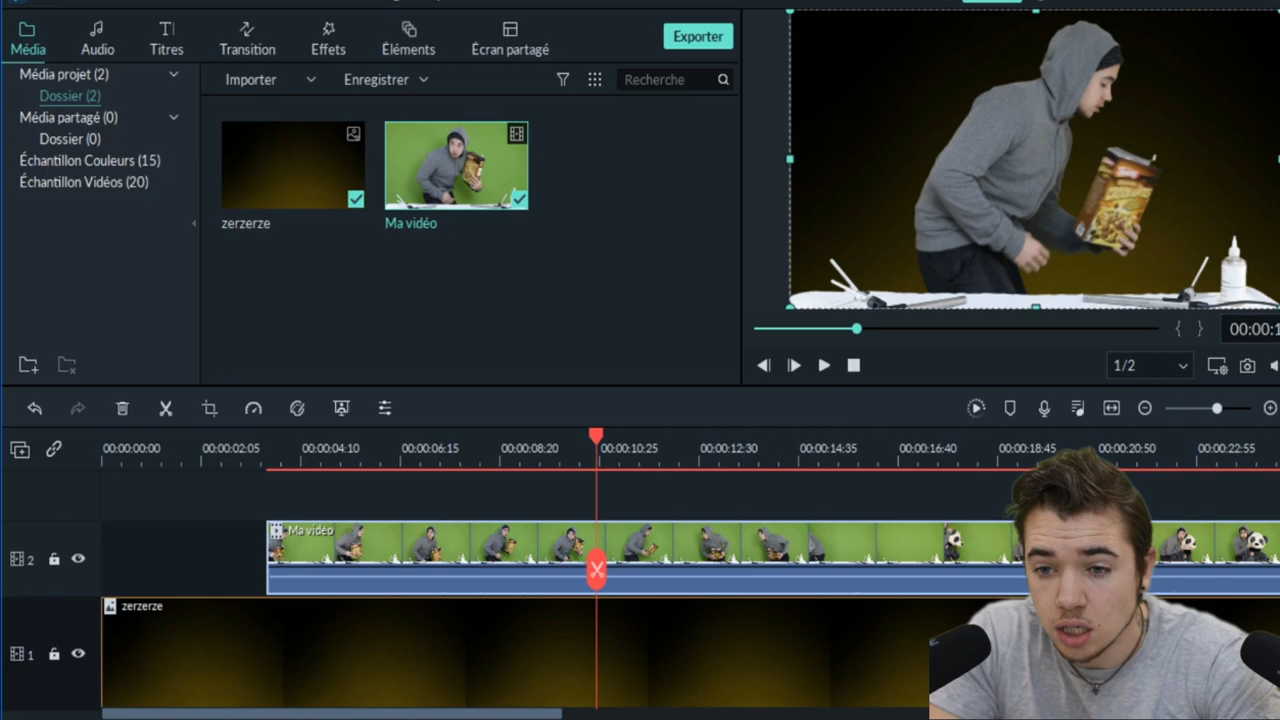 Média
Audio
Titres
Transition
Effets
Éléments
Écran partagé
Exporter
Média projet (2)
Dossier (2)
Média partagé (0)
Dossier (0)
Échantillon Couleurs (15)
Échantillon Vidéos (20)
Importer
Enregistrer
Recherche
zerzerze
Ma vidéo
00:00:1
1/2
00:00:00:00
00:00:02:05
00:00:04:10
00:00:06:15
00:00:08:20
00:00:10:25
00:00:12:30
00:00:14:35
00:00:16:40
00:00:18:45
00:00:20:50
00:00:22:55
Ma vidéo
2
zerzerze
1